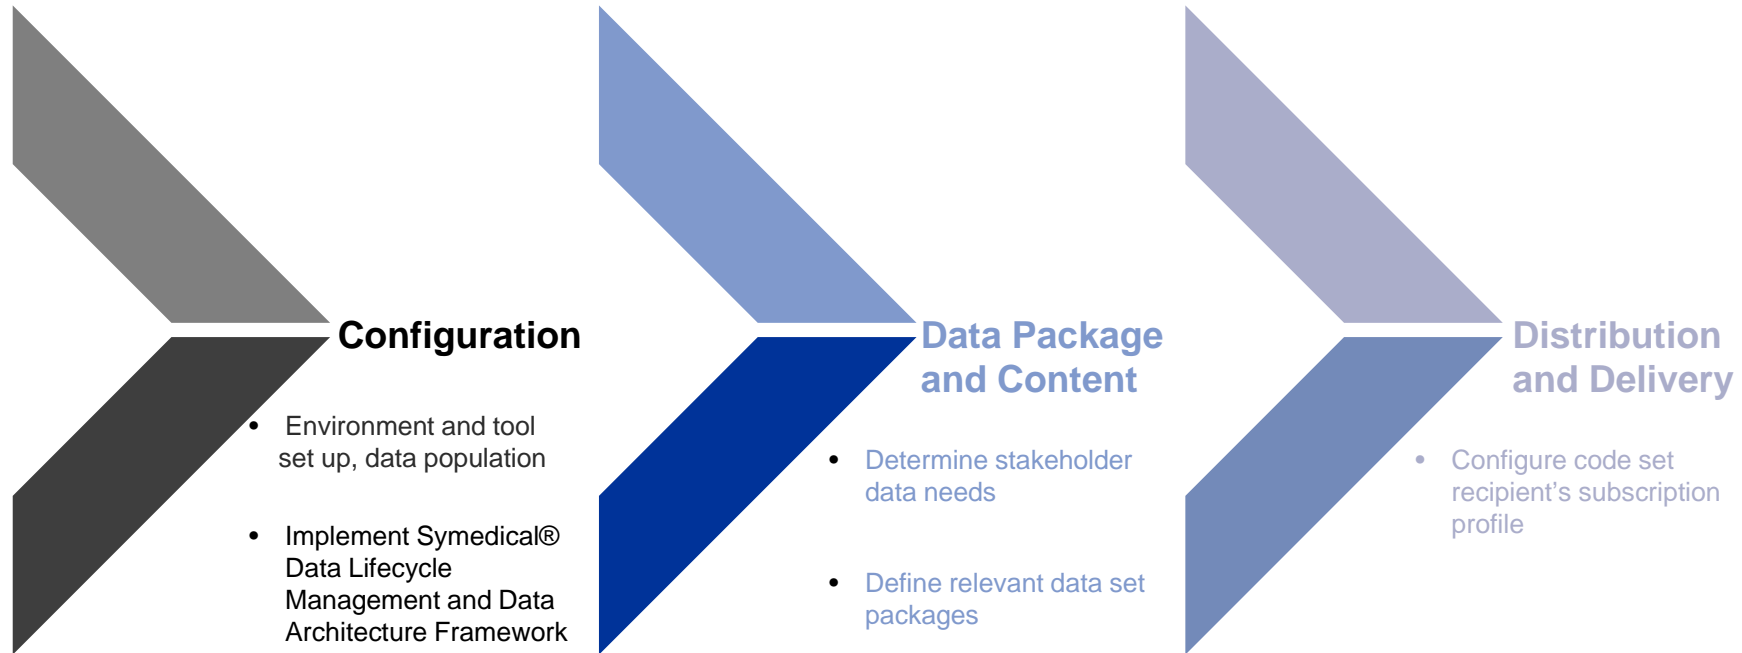 Configuration
• Environment and tool
set up, data population
• Implement Symedical®
Data Lifecycle
Management and Data
Architecture Framework
Data Package
and Content
• Determine stakeholder
data needs
• Define relevant data set
packages
Distribution
and Delivery
• Configure code set
recipient’s subscription
profile